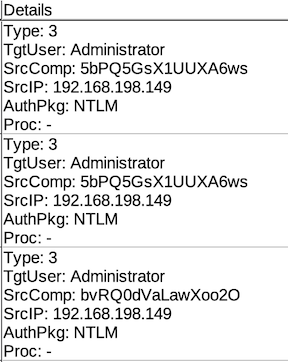 Details
Type: 3
TgtUser: Administrator
SrcComp: 5bPQ5GsX1UUXA6ws
SrcIP: 192.168.198.149
AuthPkg: NTLM
Proc: -
Type: 3
TgtUser: Administrator
SrcComp: 5bPQ5GsX1UUXA6ws
SrcIP: 192.168.198.149
AuthPkg: NTLM
Proc: -
Type: 3
TgtUser: Administrator
SrcComp: bvRQ0dVaLawXoo2O
SrcIP: 192.168.198.149
AuthPkg: NTLM
Proc: -